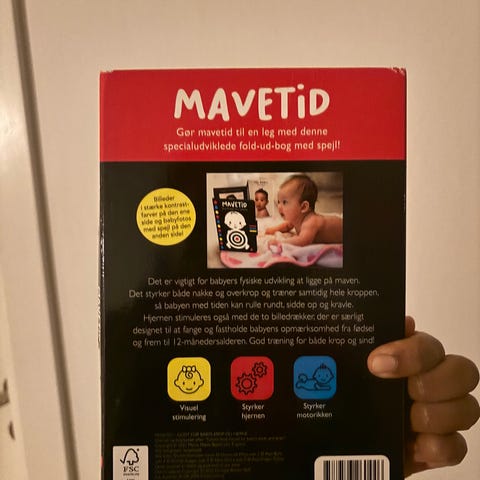 MAVETiD
Gør mavetid til en leg med denne
specialudviklede fold-ud-bog med spejl!
Billeder
i stærke kontrast-
farver på den ene
side og babyfotos
med spejl på den
anden side!
MAVETiD
Det er vigtigt for babyers fysiske udvikling at ligge på maven.
Det styrker både nakke og overkrop og træner samtidig hele kroppen,
så babyen med tiden kan rulle rundt, side op og kravle.
Hjernen stimuleres også med de to billedrækker, der er særligt
designet til at fange og fastholde babyens opmærksomhed fra fødsel
og frem til 12-månedersalderen. God træning for både krop og sind!
Visuel
stimulering
Styrker
hjernen
Styrker
motorikken
FSC